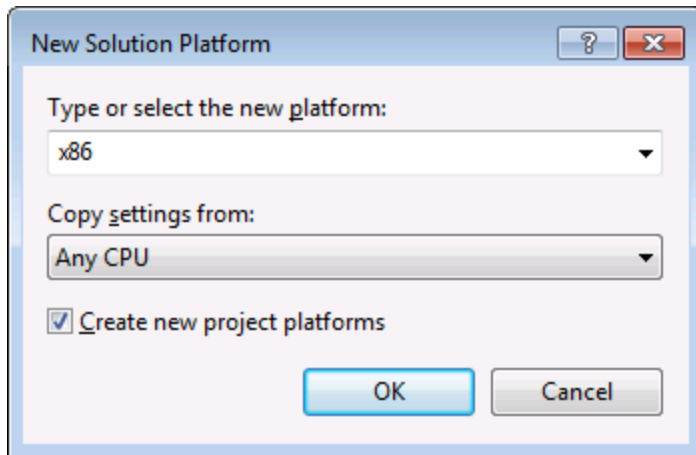 New Solution Platform
Type or select the new platform:
x86
Copy settings from:
Any CPU
Create new project platforms
OK Cancel